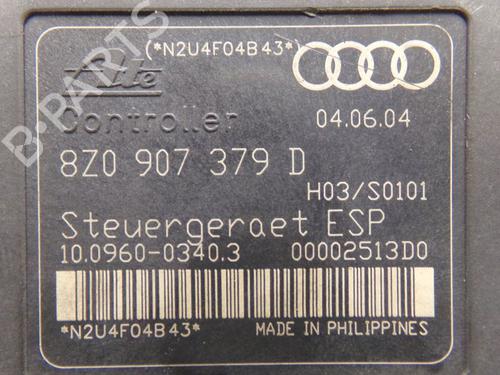 (*N2U4F04B43*)
Ate
Controller
04.06.04
8Z0 907 379 D
H03/S0101
Steuergeraet ESP
10.0960-0340.3 00002513D0
*N2U4F04B43*
MADE IN PHILIPPINES
B-PARTS